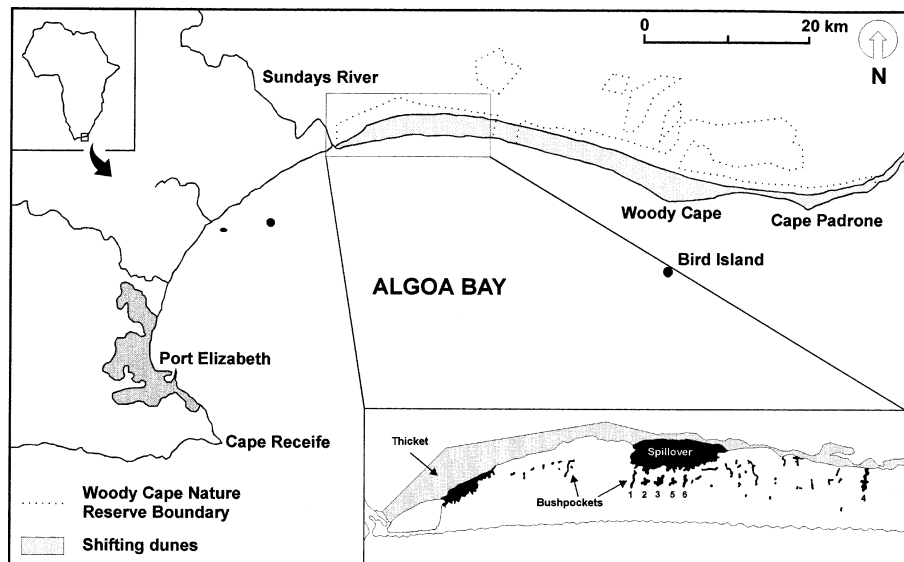 0 20 km
N
Sundays River
Woody Cape
Cape Padrone
Bird Island
ALGOA BAY
Port Elizabeth
Cape Receife
Woody Cape Nature
Reserve Boundary
Shifting dunes
Thicket
Spillover
Bushpockets
1 2 3 5 6
4